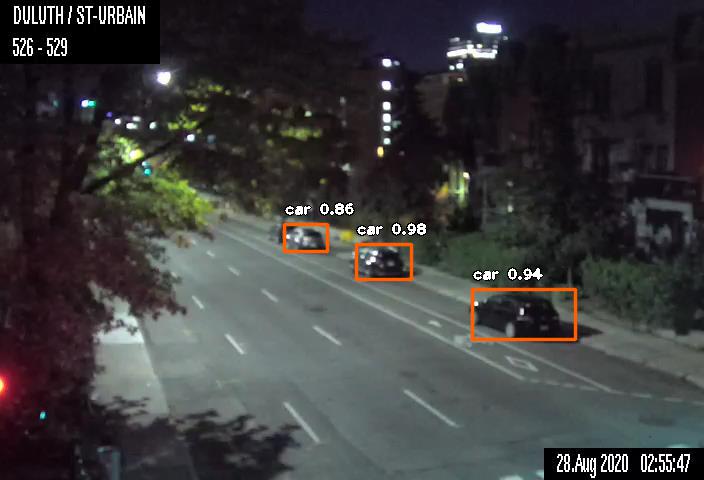 DULUTH / ST-URBAIN
526 - 529
car 0.86
car 0.98
car 0.94
28.Aug 2020 02:55:47